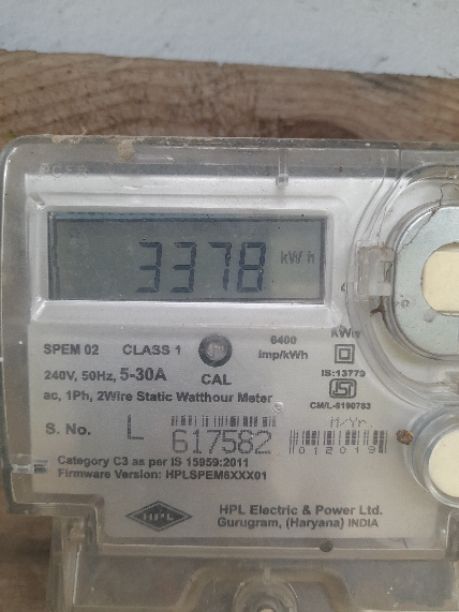 3378 kWh
SPEM 02 CLASS 1 6400 imp/kWh kWh
240V, 50Hz, 5-30A CAL IS:13779
ac, 1Ph, 2Wire Static Watthour Meter CM/L-6190783
S. No. L 617582 M/Yr. 012019
Category C3 as per IS 15959:2011
Firmware Version: HPLSPEM6XXX01
HPL HPL Electric & Power Ltd.
Gurugram, (Haryana) INDIA